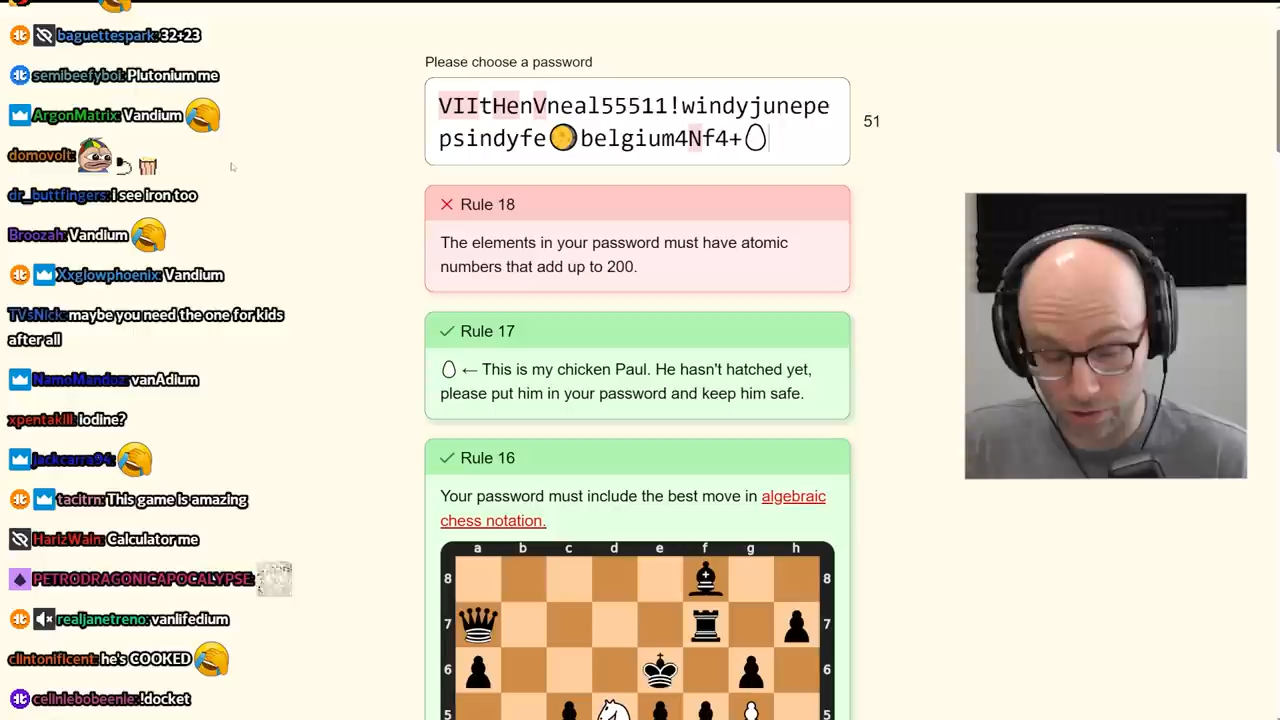 baguettespark: 32+23
semibeefyboi: Plutonium me
ArgonMatrix: Vandium
domovolt:
dr_buttfingers: i see iron too
Broozah: Vandium
Xxglowphoenix: Vandium
TVsNick: maybe you need the one for kids
after all
NamoManduz: vanAdium
xpentakill: iodine?
jackcarra94:
tacitrn: This game is amazing
HarizWain: Calculator me
PETRODRAGONICAPOCALYPSE:
realjanetreno: vanlifedium
clintonificent: he's COOKED
cellniebobeenie: !docket
Please choose a password
VIItHenVneal55511!windyjunepe
psindyfe🌕belgium4Nf4+🥚
51
Rule 18
The elements in your password must have atomic
numbers that add up to 200.
Rule 17
🥚 ← This is my chicken Paul. He hasn't hatched yet,
please put him in your password and keep him safe.
Rule 16
Your password must include the best move in algebraic
chess notation.
a b c d e f g h
8 8
7 7
6 6
5 5